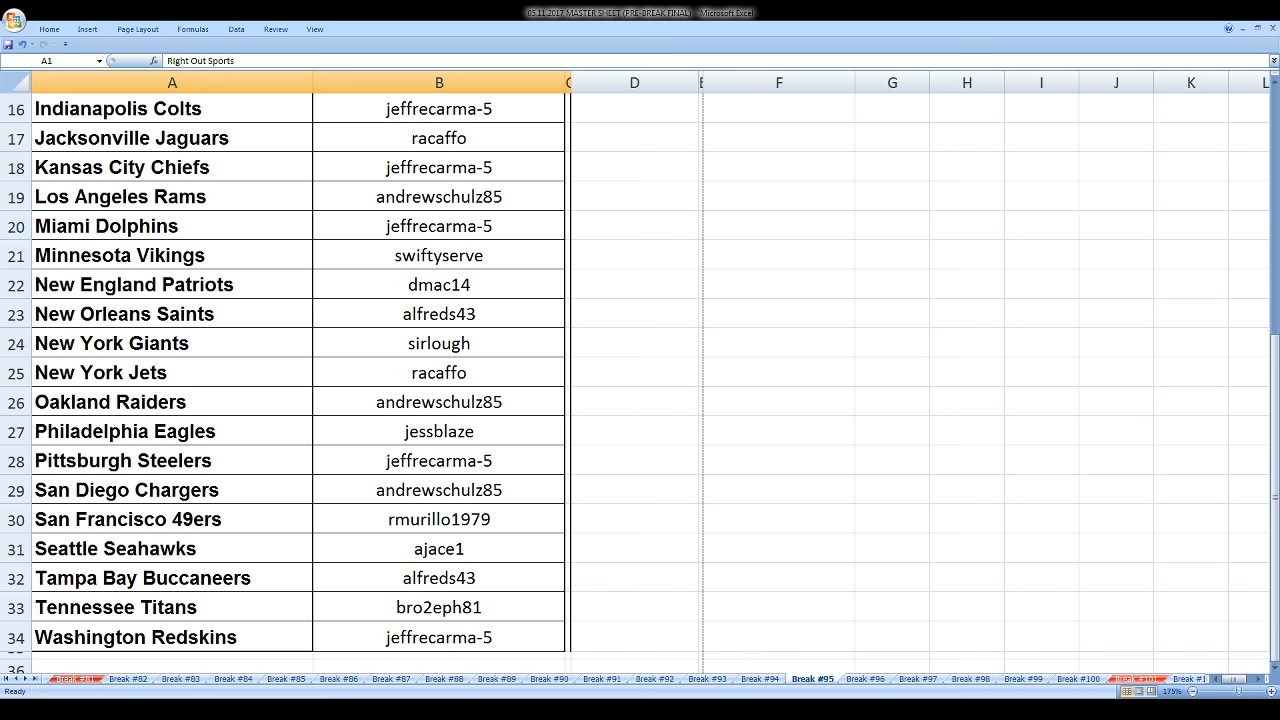 05.11.2017 MASTER SHEET (PRE-BREAK FINAL) - Microsoft Excel
Home Insert Page Layout Formulas Data Review View
A1 fx Right Out Sports
A B C D E F G H I J K L
16 Indianapolis Colts jeffrecarma-5
17 Jacksonville Jaguars racaffo
18 Kansas City Chiefs jeffrecarma-5
19 Los Angeles Rams andrewschulz85
20 Miami Dolphins jeffrecarma-5
21 Minnesota Vikings swiftyserve
22 New England Patriots dmac14
23 New Orleans Saints alfreds43
24 New York Giants sirlough
25 New York Jets racaffo
26 Oakland Raiders andrewschulz85
27 Philadelphia Eagles jessblaze
28 Pittsburgh Steelers jeffrecarma-5
29 San Diego Chargers andrewschulz85
30 San Francisco 49ers rmurillo1979
31 Seattle Seahawks ajace1
32 Tampa Bay Buccaneers alfreds43
33 Tennessee Titans bro2eph81
34 Washington Redskins jeffrecarma-5
36
Break #81 Break #82 Break #83 Break #84 Break #85 Break #86 Break #87 Break #88 Break #89 Break #90 Break #91 Break #92 Break #93 Break #94 Break #95 Break #96 Break #97 Break #98 Break #99 Break #100 Break #101 Break #1
Ready 175%